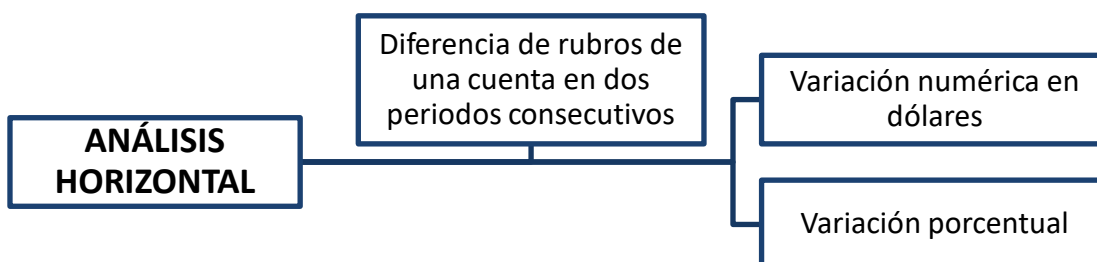 Diferencia de rubros de
una cuenta en dos
periodos consecutivos
Variación numérica en
dólares
ANÁLISIS
HORIZONTAL
Variación porcentual